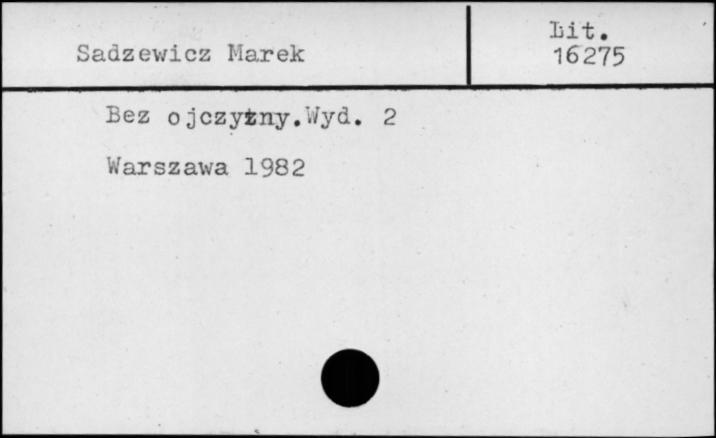 Sadzewicz Marek
Lit.
16275
Bez ojczyzny.Wyd. 2
Warszawa 1982